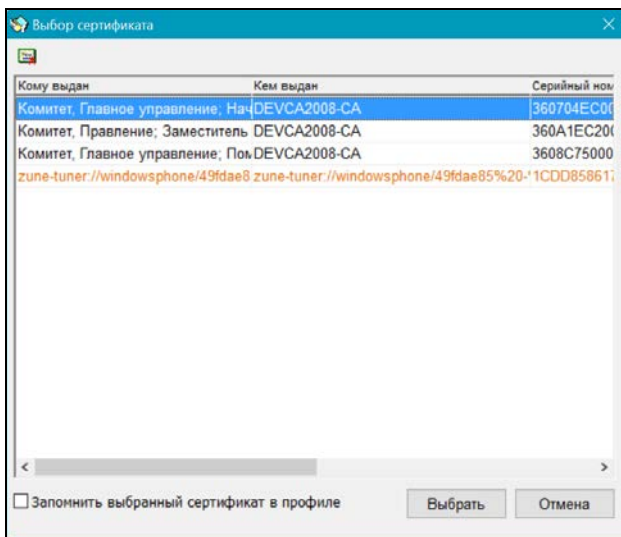 Выбор сертификата
Кому выдан Кем выдан Серийный ном
Комитет, Главное управление; Нач DEVCA2008-CA 360704EC00
Комитет, Правление; Заместитель DEVCA2008-CA 360A1EC200
Комитет, Главное управление; Пом DEVCA2008-CA 3608C75000
zune-tuner://windowsphone/49fdae8 zune-tuner://windowsphone/49fdae85%20- 1CDD858617
Запомнить выбранный сертификат в профиле Выбрать Отмена